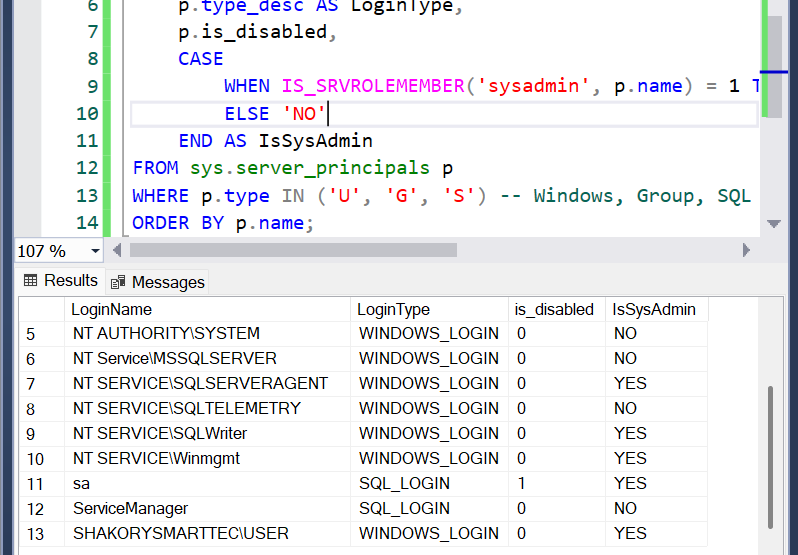 6 p.type_desc AS LoginType,
7 p.is_disabled,
8 CASE
9 WHEN IS_SRVROLEMEMBER('sysadmin', p.name) = 1 T
10 ELSE 'NO'
11 END AS IsSysAdmin
12 FROM sys.server_principals p
13 WHERE p.type IN ('U', 'G', 'S') -- Windows, Group, SQL
14 ORDER BY p.name;
107 %
Results Messages
LoginName LoginType is_disabled IsSysAdmin
5 NT AUTHORITY\SYSTEM WINDOWS_LOGIN 0 NO
6 NT Service\MSSQLSERVER WINDOWS_LOGIN 0 NO
7 NT SERVICE\SQLSERVERAGENT WINDOWS_LOGIN 0 YES
8 NT SERVICE\SQLTELEMETRY WINDOWS_LOGIN 0 NO
9 NT SERVICE\SQLWriter WINDOWS_LOGIN 0 YES
10 NT SERVICE\Winmgmt WINDOWS_LOGIN 0 YES
11 sa SQL_LOGIN 1 YES
12 ServiceManager SQL_LOGIN 0 NO
13 SHAKORYSMARTTEC\USER WINDOWS_LOGIN 0 YES